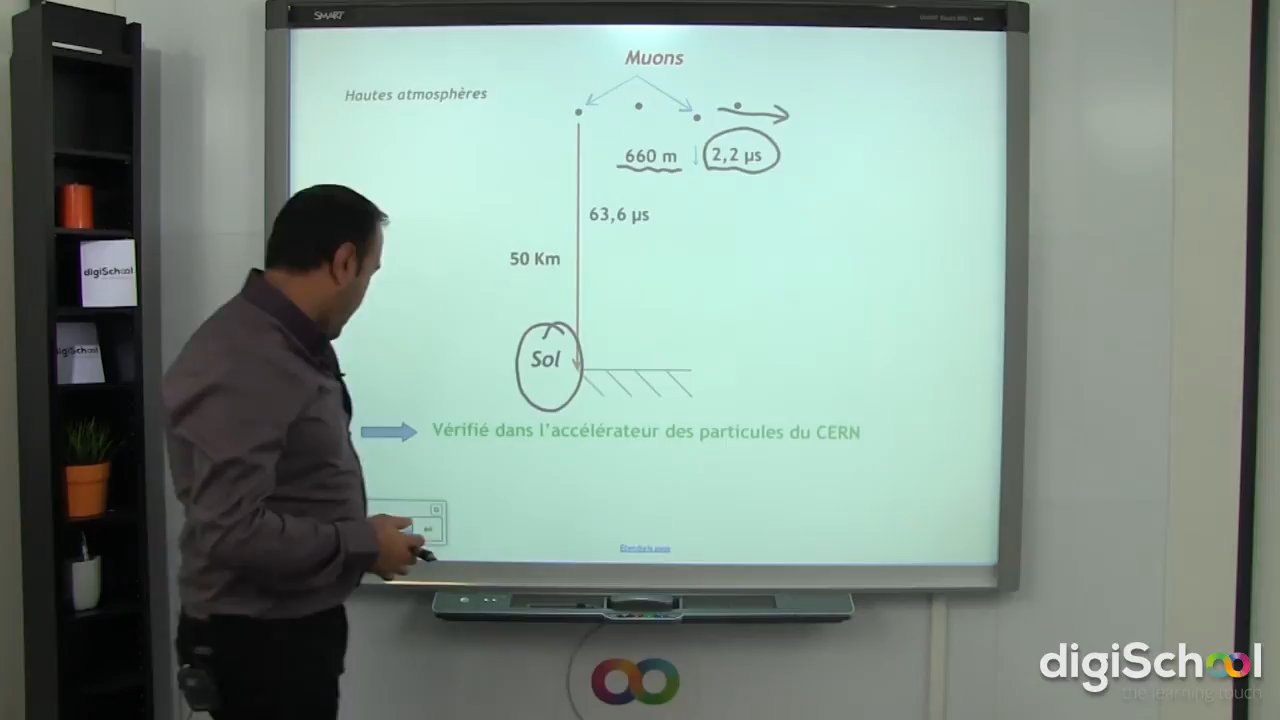 SMART
Muons
Hautes atmosphères
660 m
2,2 µs
63,6 µs
50 Km
Sol
Vérifié dans l'accélérateur des particules du CERN
digiSchool
digiSchool
digiSchool
the learning touch